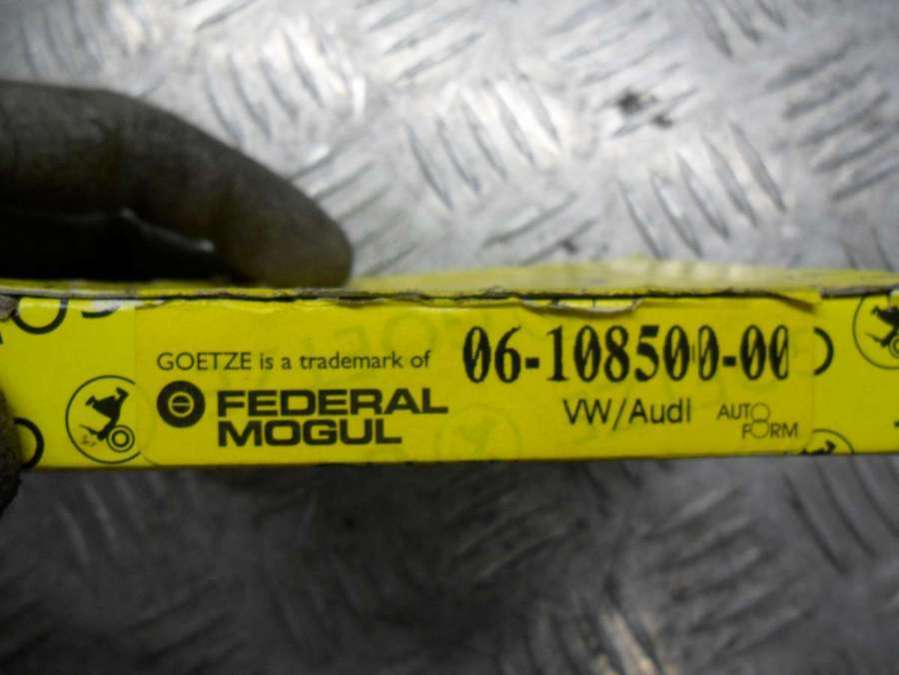 GOETZE is a trademark of
FEDERAL
MOGUL
06-108500-00
VW/Audi
AUTO
FORM